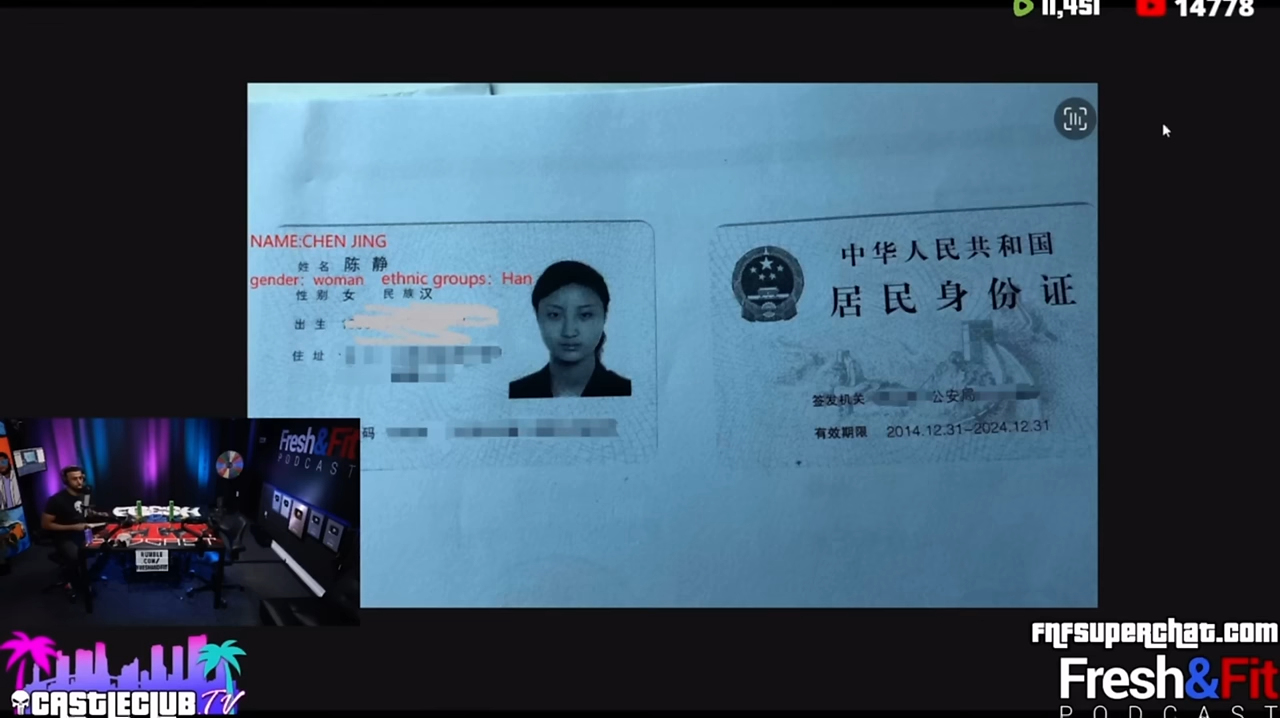 11,451 14778
NAME:CHEN JING
姓名 陈静
gender: woman ethnic groups: Han
性别 女 民族 汉
出生
住址
码
中华人民共和国
居民身份证
签发机关 公安局
有效期限 2014.12.31-2024.12.31
Fresh&Fit
PODCAST
RUMBLE
COM/
FRESHANDFIT
CASTLECLUB.TV
FNFSUPERCHAT.COM
Fresh&Fit
PODCAST